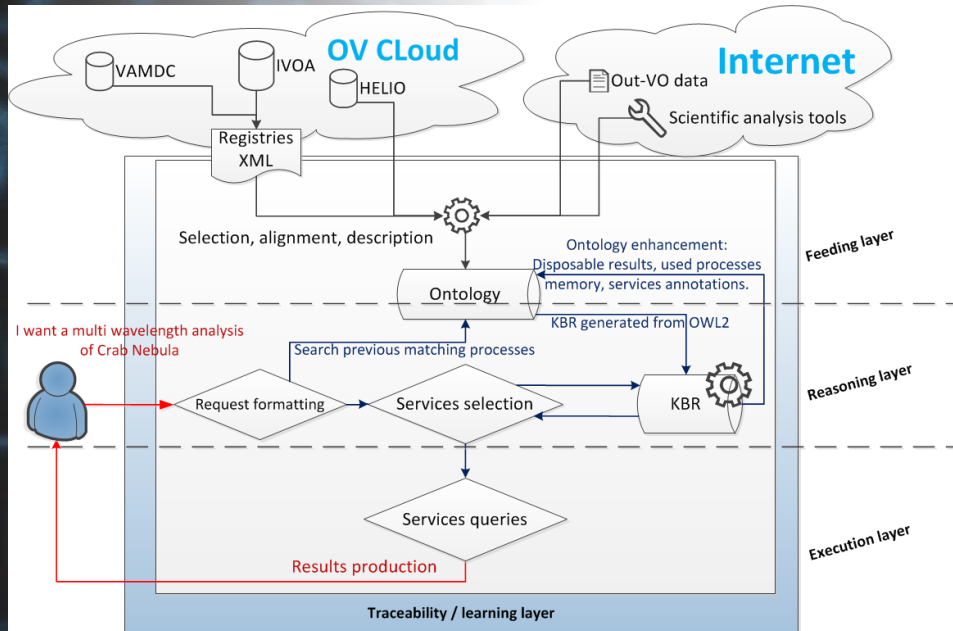 OV CLoud
Internet
VAMDC
IVOA
HELIO
Out-VO data
Scientific analysis tools
Registries
XML
Selection, alignment, description
Ontology enhancement:
Disposable results, used processes
memory, services annotations.
Feeding layer
Ontology
I want a multi wavelength analysis
of Crab Nebula
KBR generated from OWL2
Search previous matching processes
Request formatting
Services selection
KBR
Reasoning layer
Services queries
Execution layer
Results production
Traceability / learning layer